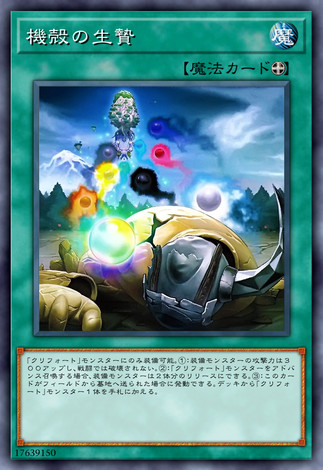 機殻の生贄
魔
【魔法カード】
「クリフォート」モンスターにのみ装備可能。①：装備モンスターの攻撃力は３
００アップし、戦闘では破壊されない。②：「クリフォート」モンスターをアドバ
ンス召喚する場合、装備モンスターは２体分のリリースにできる。③：このカー
ドがフィールドから墓地へ送られた場合に発動できる。デッキから「クリフォ
ート」モンスター１体を手札に加える。
17639150